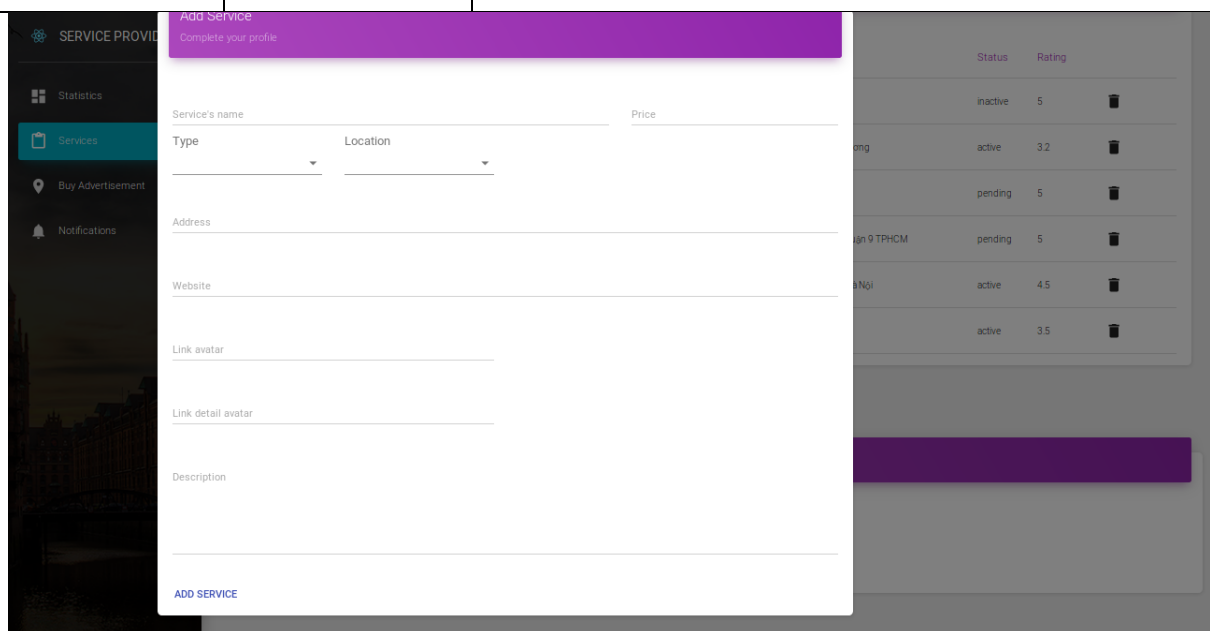 Add Service
Complete your profile
SERVICE PROVID
Statistics
Services
Buy Advertisement
Notifications
Service's name
Price
Type
Location
Address
Website
Link avatar
Link detail avatar
Description
ADD SERVICE
Status Rating
inactive 5
ơng active 3.2
pending 5
uận 9 TPHCM pending 5
à Nội active 4.5
active 3.5